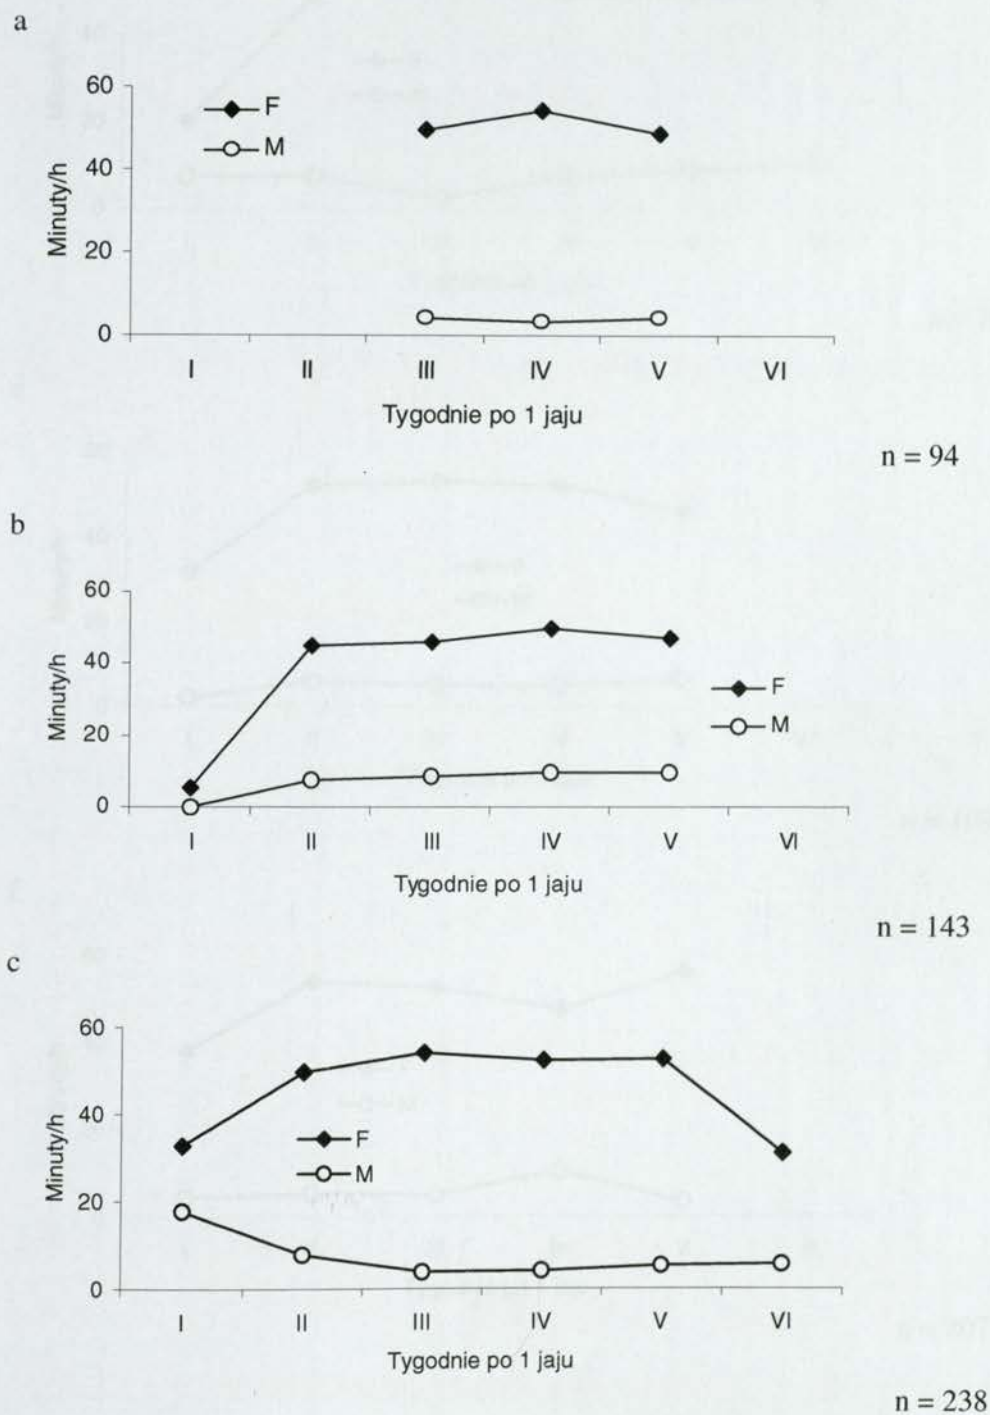 a
60
F
M
40
Minuty/h
20
0
I II III IV V VI
Tygodnie po 1 jaju
n = 94
b
60
40
Minuty/h
F
M
20
0
I II III IV V VI
Tygodnie po 1 jaju
n = 143
c
60
40
Minuty/h
F
M
20
0
I II III IV V VI
Tygodnie po 1 jaju
n = 238